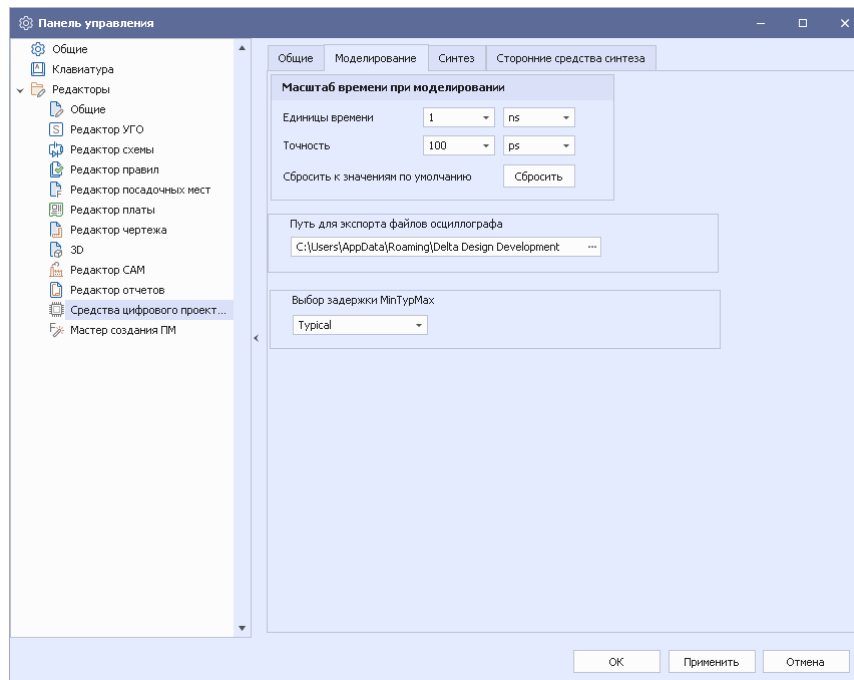 Панель управления
Общие
Клавиатура
Редакторы
Общие
Редактор УГО
Редактор схемы
Редактор правил
Редактор посадочных мест
Редактор платы
Редактор чертежа
3D
Редактор CAM
Редактор отчетов
Средства цифрового проект...
Мастер создания ПМ
Общие Моделирование Синтез Сторонние средства синтеза
Масштаб времени при моделировании
Единицы времени 1 ns
Точность 100 ps
Сбросить к значениям по умолчанию Сбросить
Путь для экспорта файлов осциллографа
C:\Users\AppData\Roaming\Delta Design Development ...
Выбор задержки MinTypMax
Typical
ОК Применить Отмена